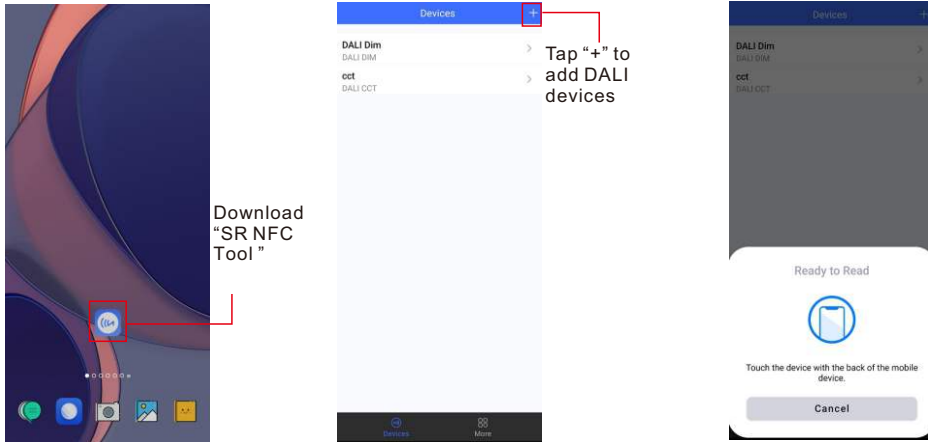 Download
“SR NFC
Tool ”
Devices
+
DALI Dim
DALI DIM
cct
DALI CCT
Tap “+” to
add DALI
devices
Devices
More
Devices
+
DALI Dim
DALI DIM
cct
DALI CCT
Ready to Read
Touch the device with the back of the mobile
device.
Cancel